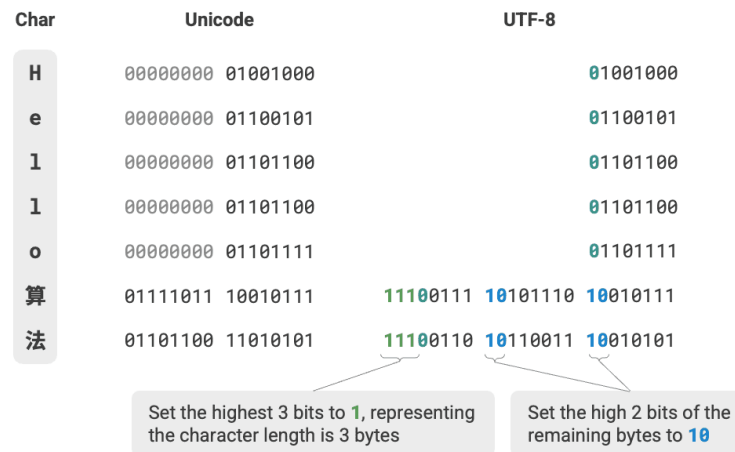 Char Unicode UTF-8
H 00000000 01001000 01001000
e 00000000 01100101 01100101
l 00000000 01101100 01101100
l 00000000 01101100 01101100
o 00000000 01101111 01101111
算 01111011 10010111 11100111 10101110 10010111
法 01101100 11010101 11100110 10110011 10010101
Set the highest 3 bits to 1, representing
the character length is 3 bytes
Set the high 2 bits of the
remaining bytes to 10